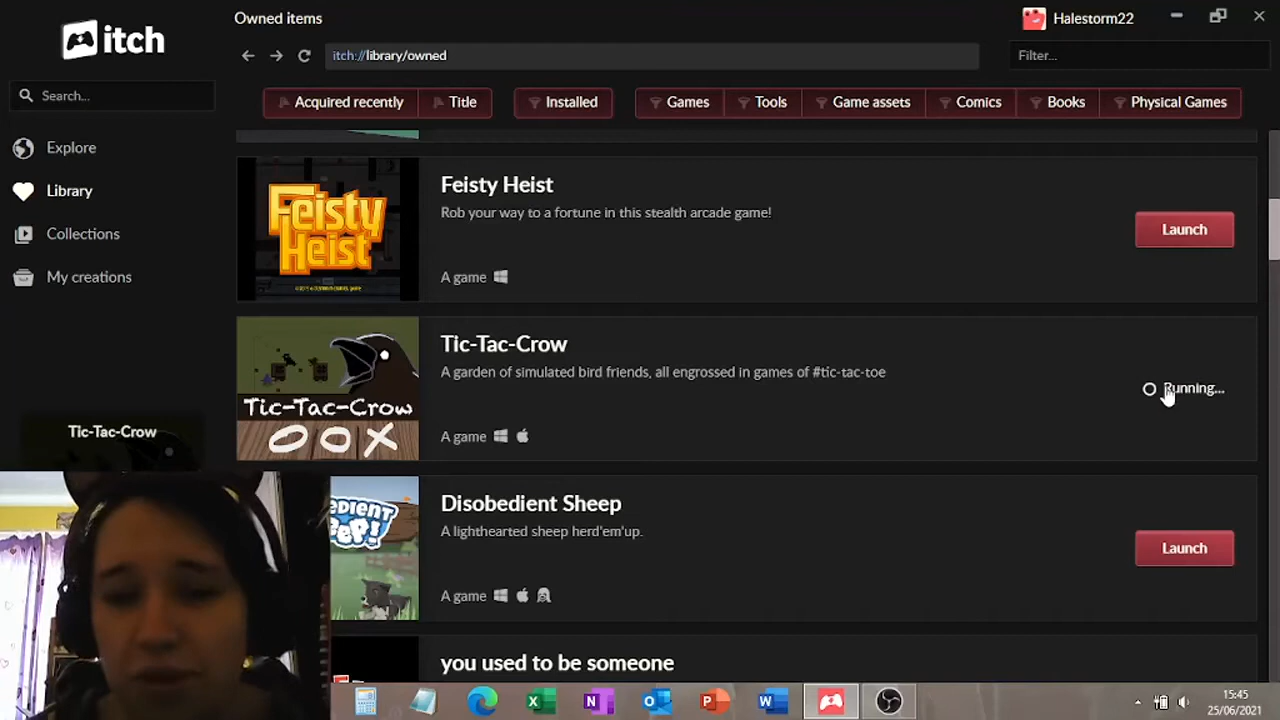 Owned items
Halestorm22
itch
itch://library/owned
Filter...
Search...
Acquired recently
Title
Installed
Games
Tools
Game assets
Comics
Books
Physical Games
Explore
Library
Collections
My creations
Feisty Heist
Feisty Heist
Rob your way to a fortune in this stealth arcade game!
A game
Launch
Tic-Tac-Crow
OOX
Tic-Tac-Crow
A garden of simulated bird friends, all engrossed in games of #tic-tac-toe
A game
Running...
Tic-Tac-Crow
Disobedient Sheep
A lighthearted sheep herd'em'up.
A game
Launch
you used to be someone
15:45
25/06/2021